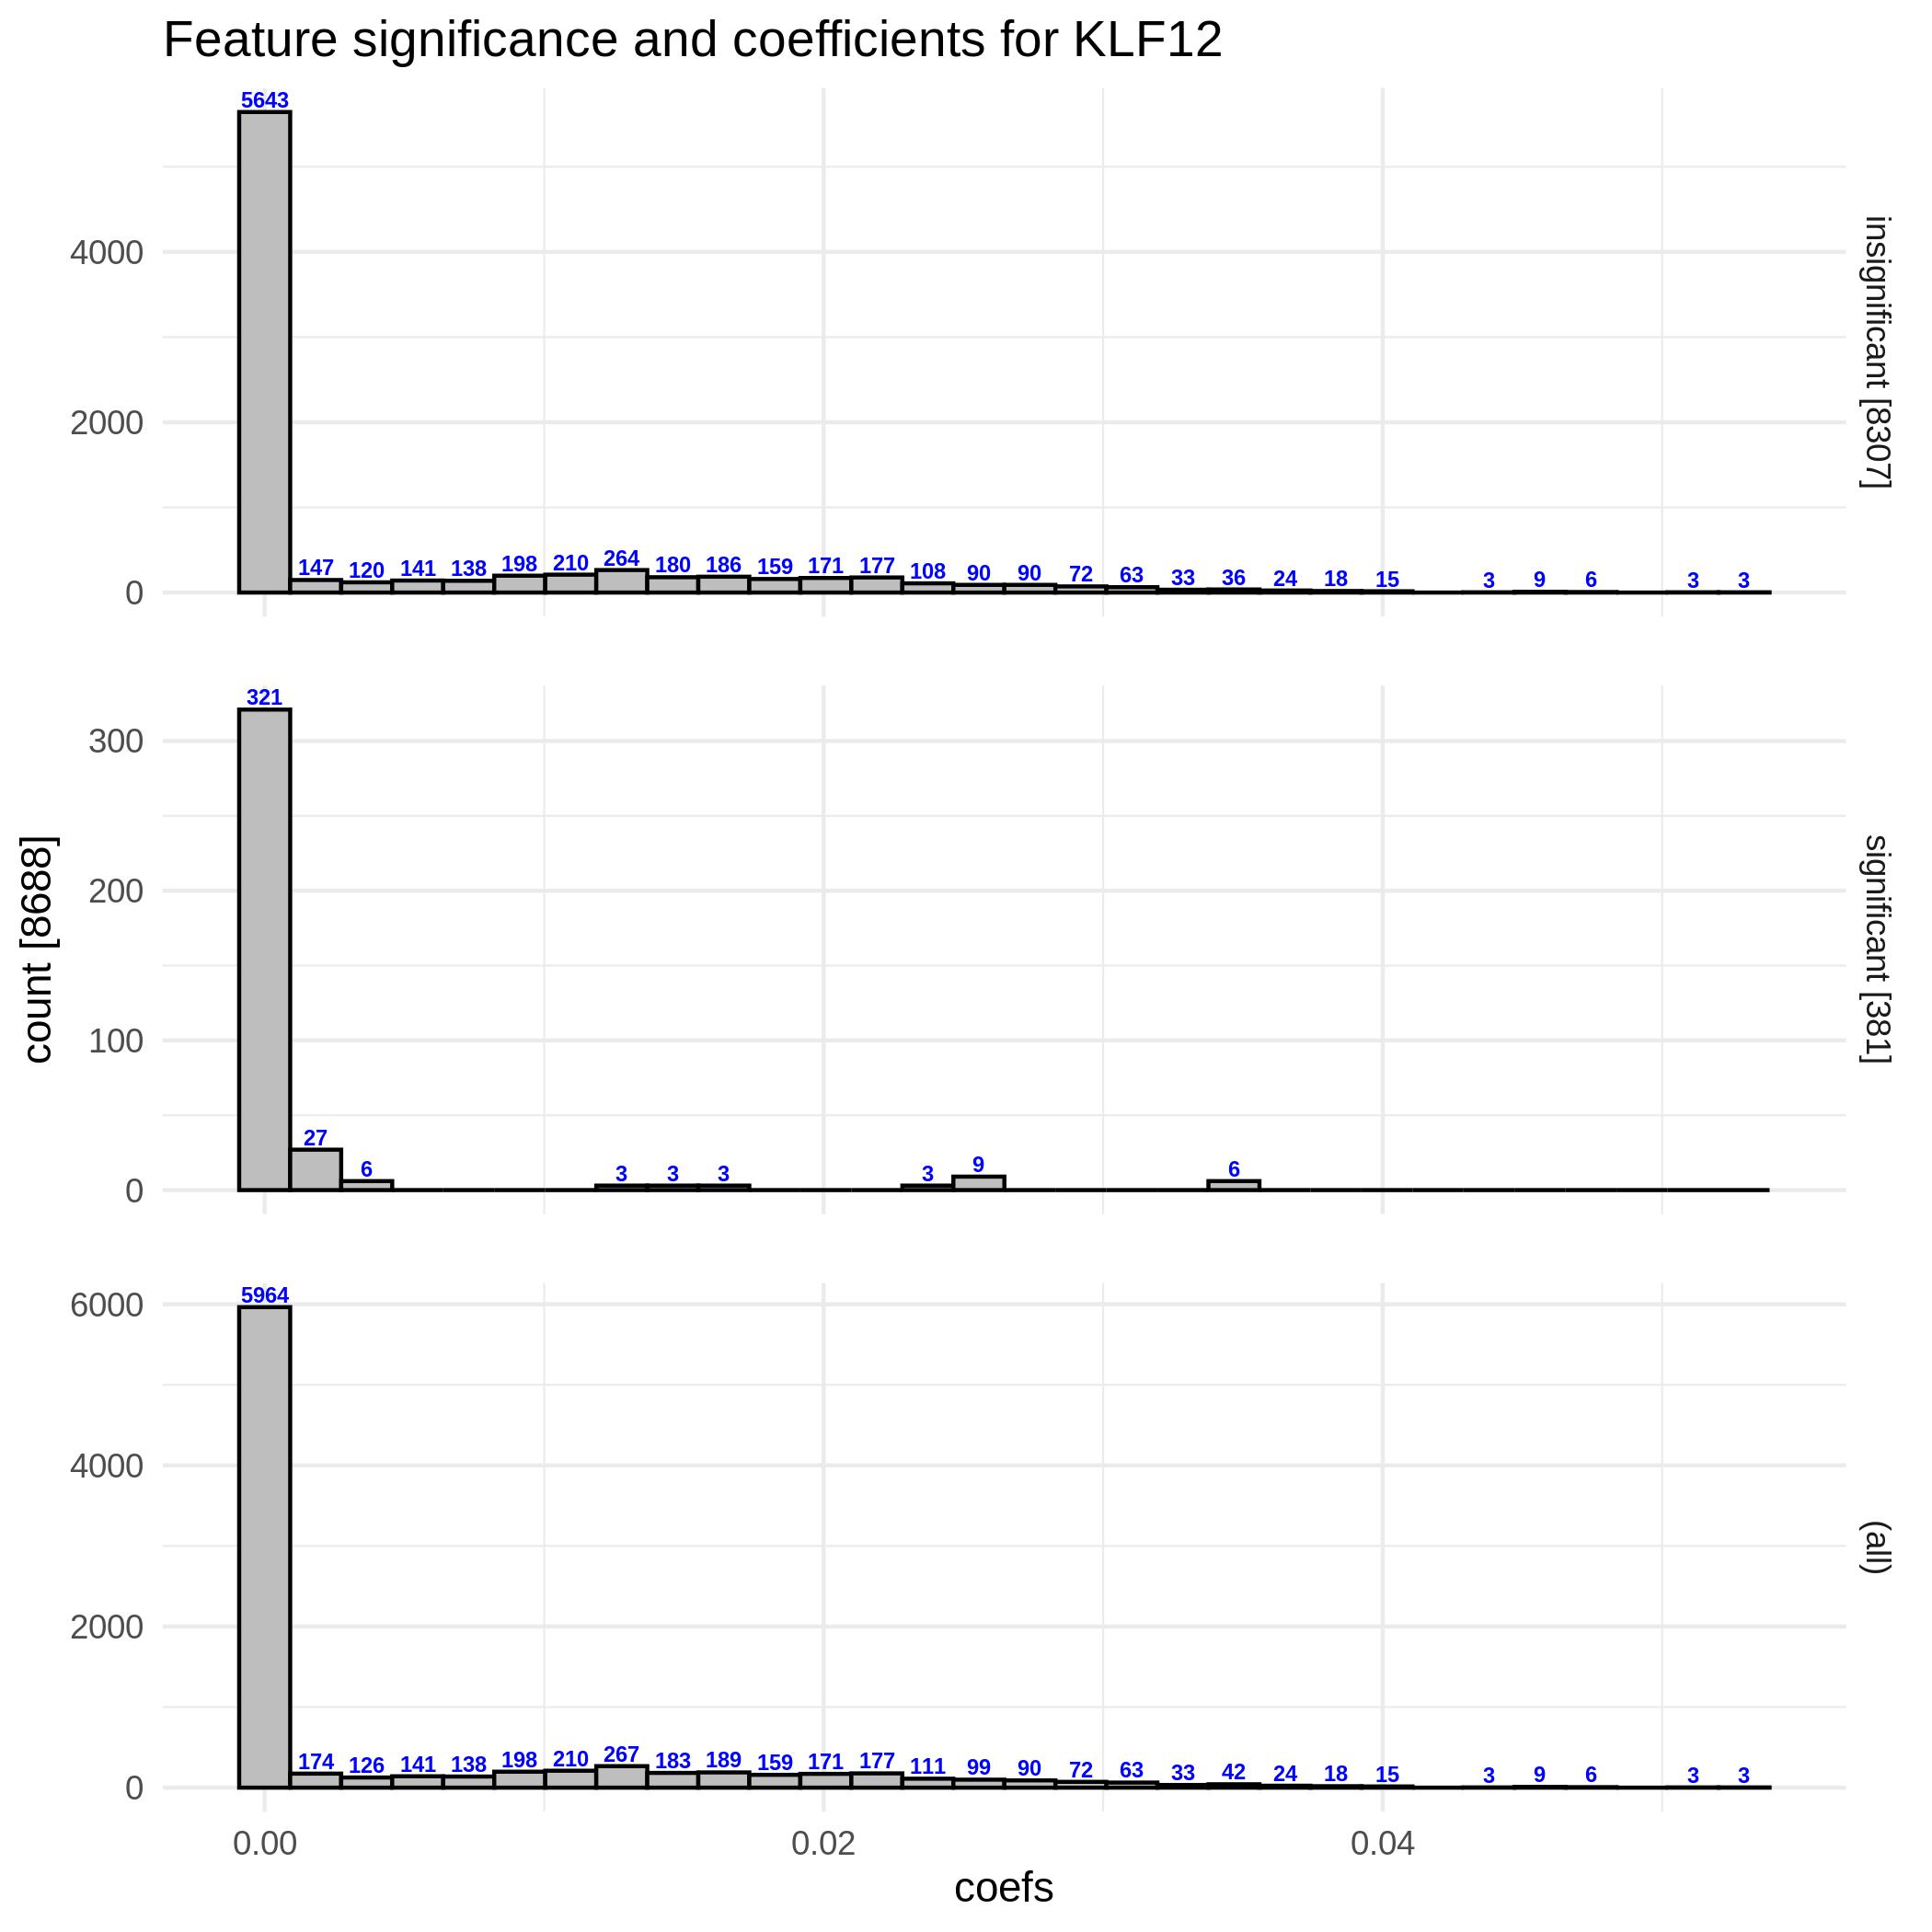 Feature significance and coefficients for KLF12
5643
147 120 141 138 198 210 264 180 186 159 171 177 108 90 90 72 63 33 36 24 18 15 3 9 6 3 3
4000
2000
0
insignificant [8307]
321
27 6 3 3 3 3 9 6
300
200
100
0
significant [381]
count [8688]
5964
174 126 141 138 198 210 267 183 189 159 171 177 111 99 90 72 63 33 42 24 18 15 3 9 6 3 3
6000
4000
2000
0
(all)
0.00 0.02 0.04
coefs